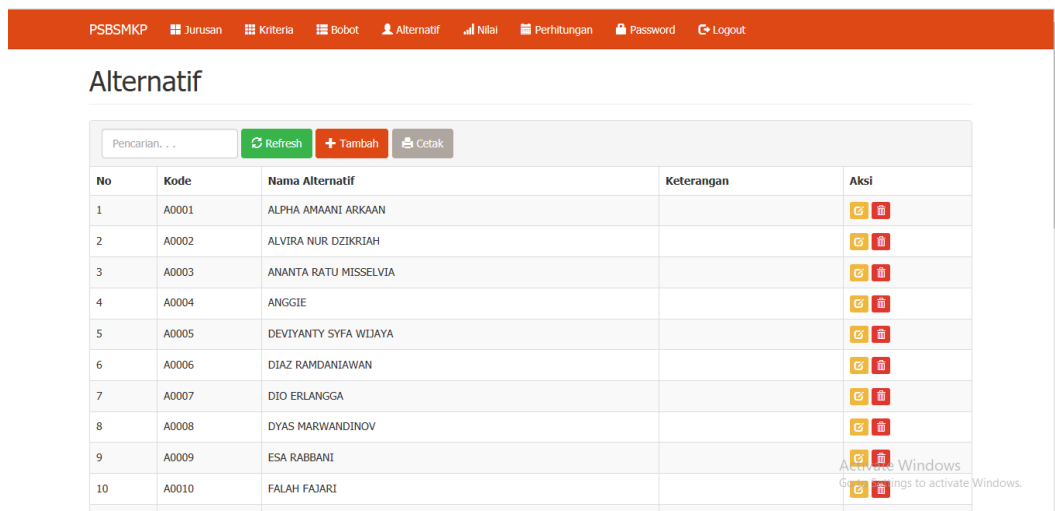 PSBSMKP Jurusan Kriteria Bobot Alternatif Nilai Perhitungan Password Logout
Alternatif
Pencarian. . . Refresh Tambah Cetak
No Kode Nama Alternatif Keterangan Aksi
1 A0001 ALPHA AMAANI ARKAAN
2 A0002 ALVIRA NUR DZIKRIAH
3 A0003 ANANTA RATU MISSELVIA
4 A0004 ANGGIE
5 A0005 DEVIYANTY SYFA WIJAYA
6 A0006 DIAZ RAMDANIAWAN
7 A0007 DIO ERLANGGA
8 A0008 DYAS MARWANDINOV
9 A0009 ESA RABBANI
Activate Windows
10 A0010 FALAH FAJARI
Go to Settings to activate Windows.